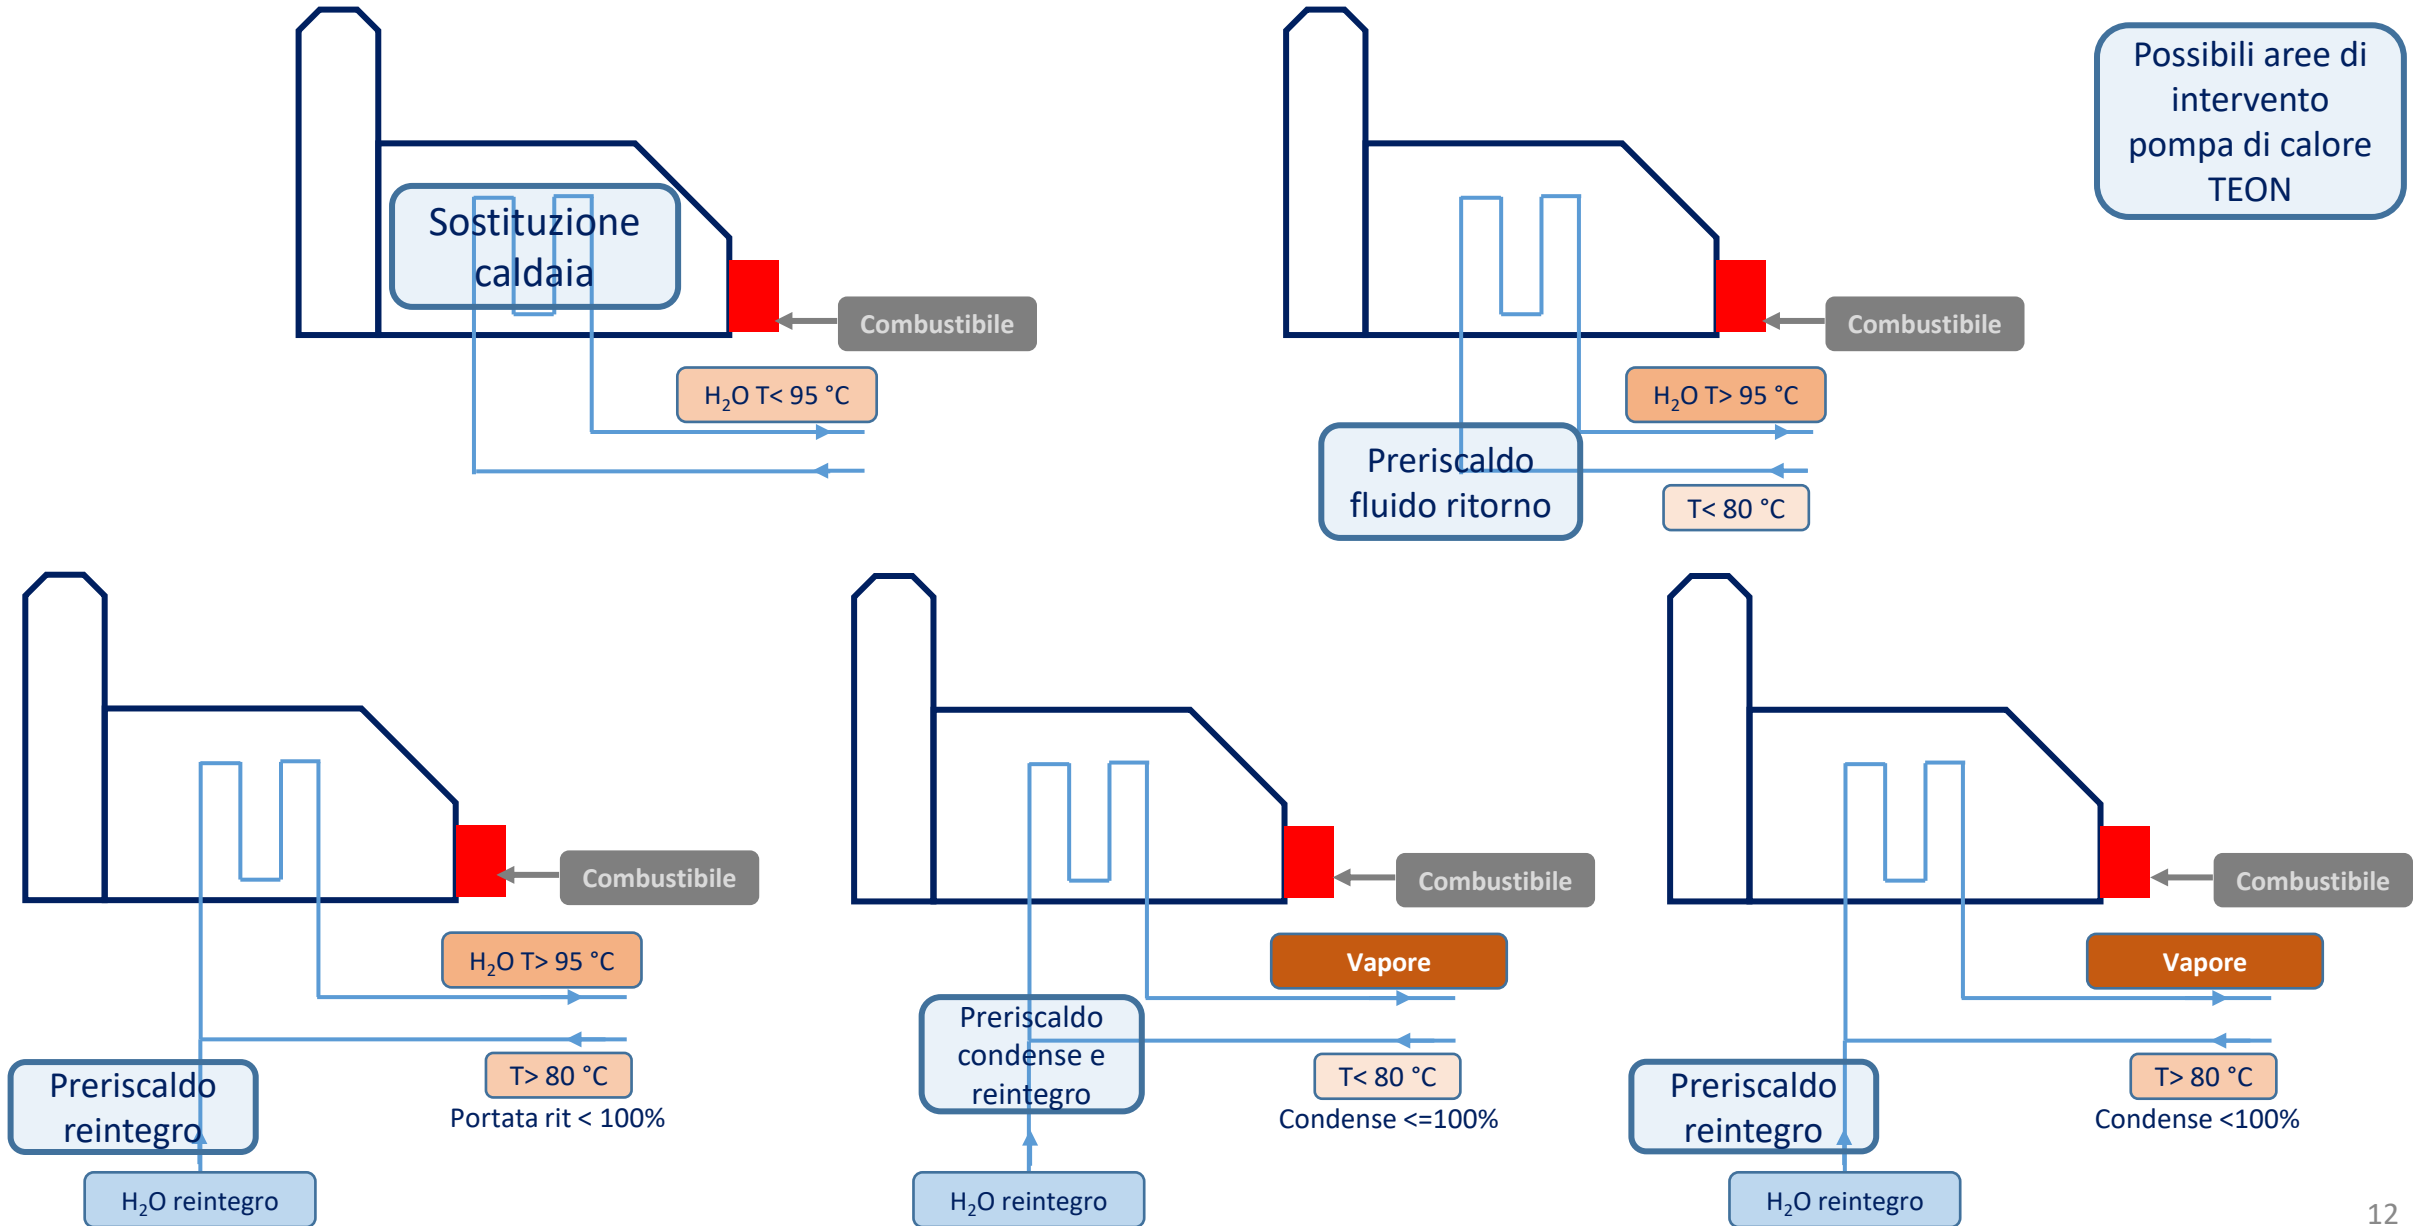 Possibili aree di
intervento
pompa di calore
TEON
Sostituzione
caldaia
Combustibile
H₂O T< 95 °C
Combustibile
H₂O T> 95 °C
Preriscaldo
fluido ritorno
T< 80 °C
Combustibile
H₂O T> 95 °C
Preriscaldo
reintegro
T> 80 °C
Portata rit < 100%
H₂O reintegro
Combustibile
Vapore
Preriscaldo
condense e
reintegro
T< 80 °C
Condense <=100%
H₂O reintegro
Combustibile
Vapore
Preriscaldo
reintegro
T> 80 °C
Condense <100%
H₂O reintegro
12